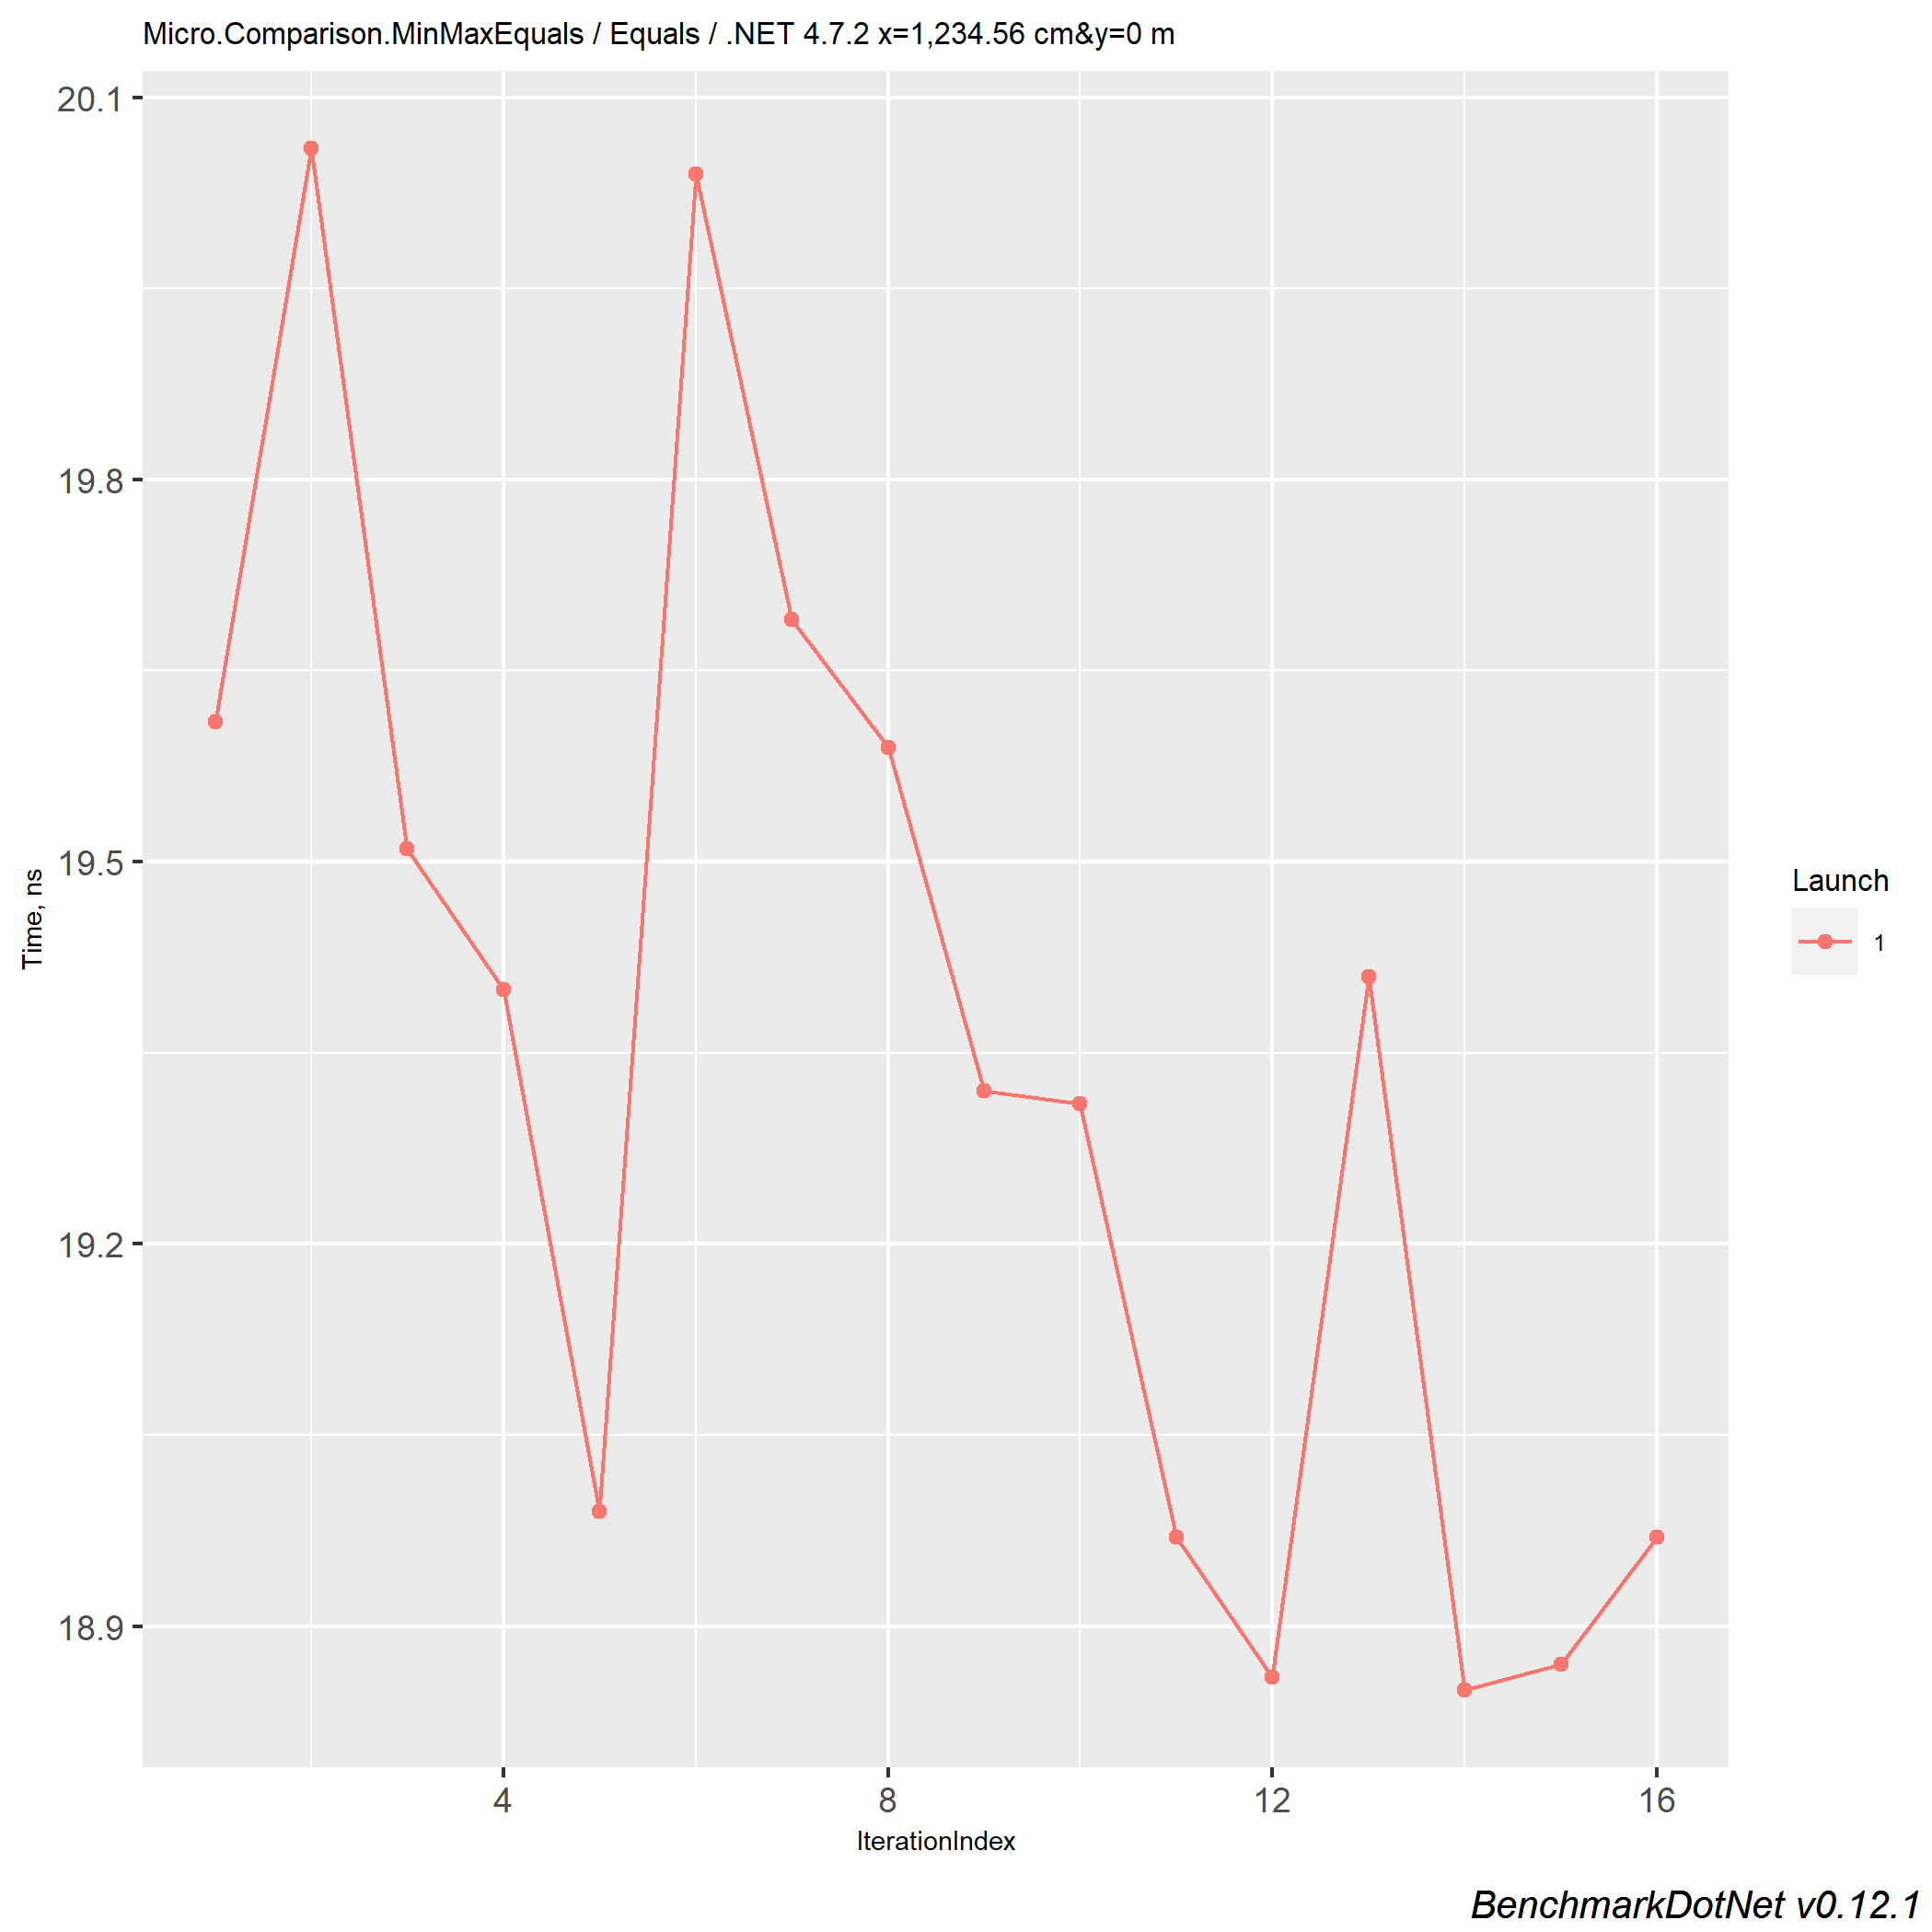 Micro.Comparison.MinMaxEquals / Equals / .NET 4.7.2 x=1,234.56 cm&y=0 m
20.1
19.8
19.5
19.2
18.9
Time, ns
4 8 12 16
IterationIndex
Launch
1
BenchmarkDotNet v0.12.1